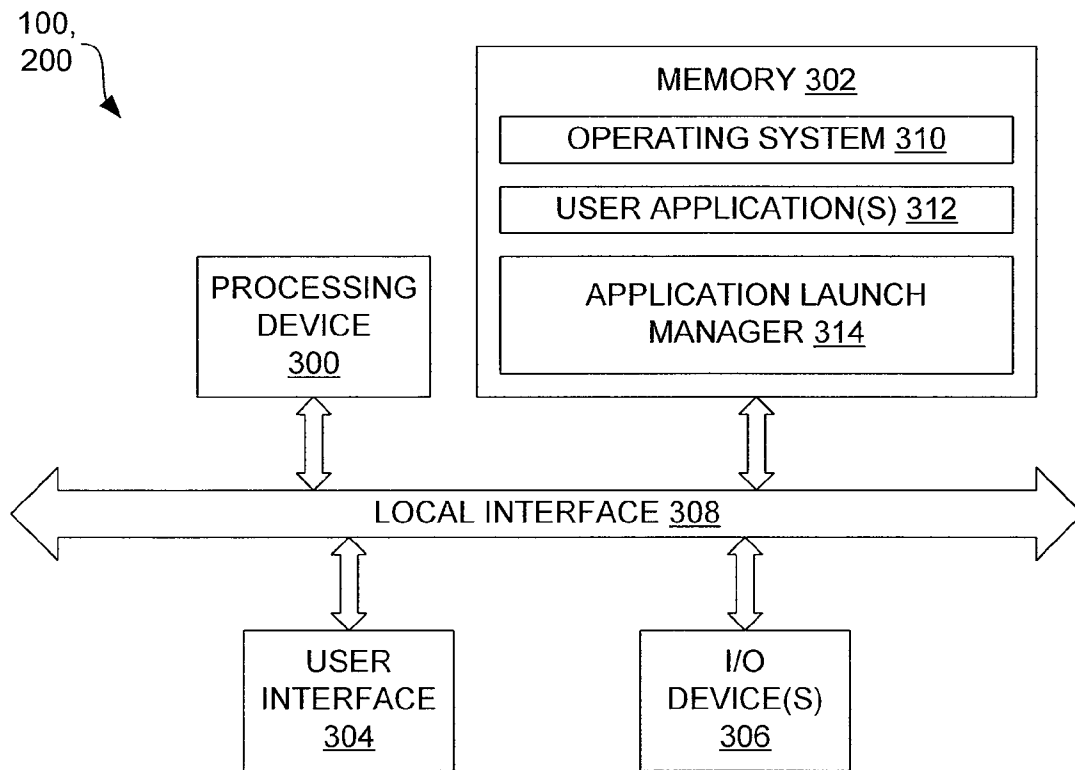 100,
200
MEMORY 302
OPERATING SYSTEM 310
USER APPLICATION(S) 312
APPLICATION LAUNCH
MANAGER 314
PROCESSING
DEVICE
300
LOCAL INTERFACE 308
USER
INTERFACE
304
I/O
DEVICE(S)
306